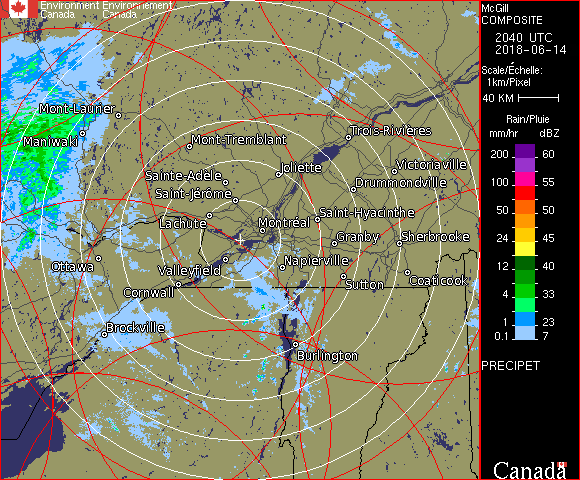 Environment Environnement
Canada Canada
McGill
COMPOSITE
2040 UTC
2018-06-14
Scale/Échelle:
1km/Pixel
40 KM
Rain/Pluie
mm/hr dBZ
200 60
100 55
50 50
24 45
12 40
4 33
1 23
0.1 7
PRECIPET
Canada
Mont-Laurier
Maniwaki
Mont-Tremblant
Trois-Rivières
Joliette
Victoriaville
Sainte-Adèle
Drummondville
Saint-Jérôme
Lachute
Saint-Hyacinthe
Montréal
Granby
Sherbrooke
Ottawa
Valleyfield
Napierville
Cornwall
Sutton
Coaticook
Brockville
Burlington